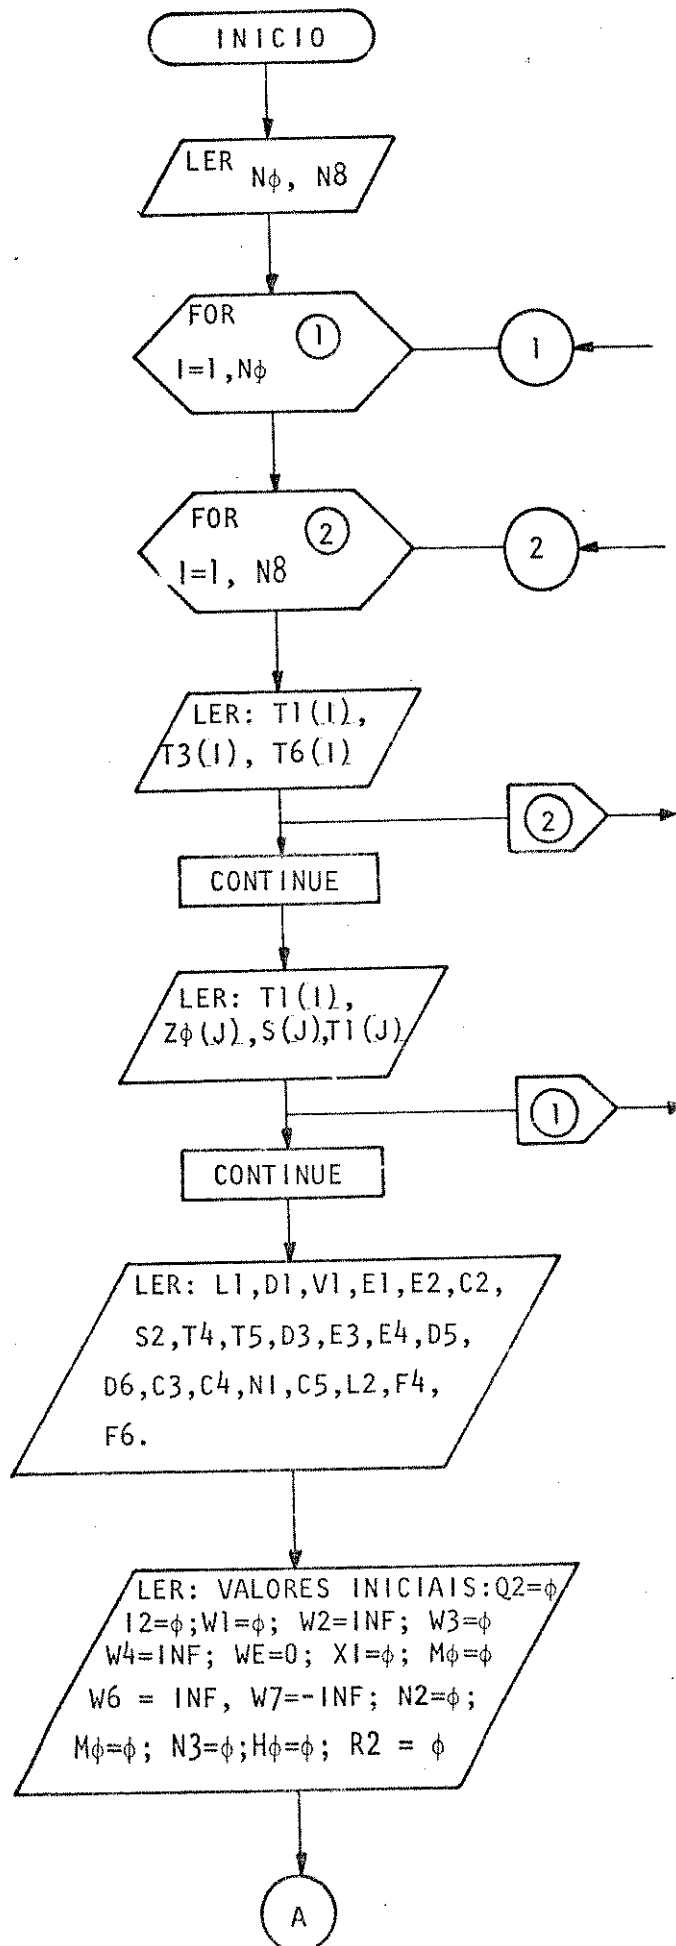 INICIO
LER
Nϕ, N8
FOR
1
1
I=1,Nϕ
FOR
2
2
I=1, N8
LER: T1(I),
T3(I), T6(I)
2
CONTINUE
LER: T1(I),
Zϕ(J),S(J),T1(J)
1
CONTINUE
LER: L1,D1,V1,E1,E2,C2,
S2,T4,T5,D3,E3,E4,D5,
D6,C3,C4,N1,C5,L2,F4,
F6.
LER: VALORES INICIAIS:Q2=ϕ
I2=ϕ;W1=ϕ; W2=INF; W3=ϕ
W4=INF; WE=0; X1=ϕ; Mϕ=ϕ
W6 = INF, W7=-INF; N2=ϕ;
Mϕ=ϕ; N3=ϕ;Hϕ=ϕ; R2 = ϕ
A